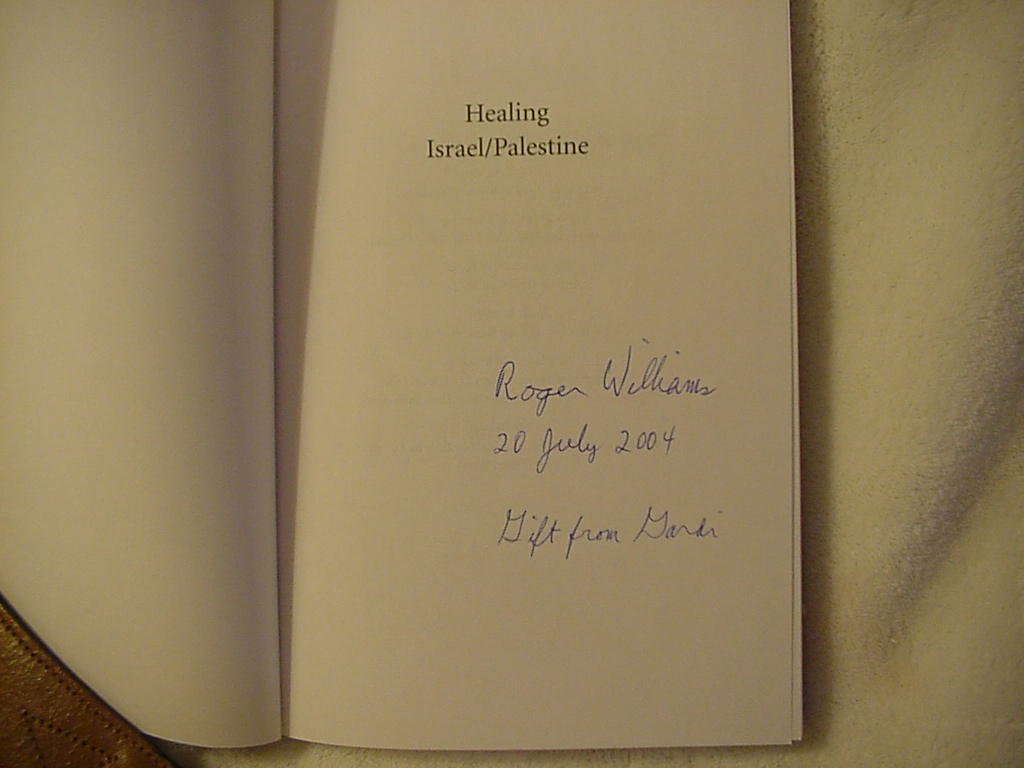 Healing
Israel/Palestine
Roger Williams
20 July 2004
Gift from Gardi